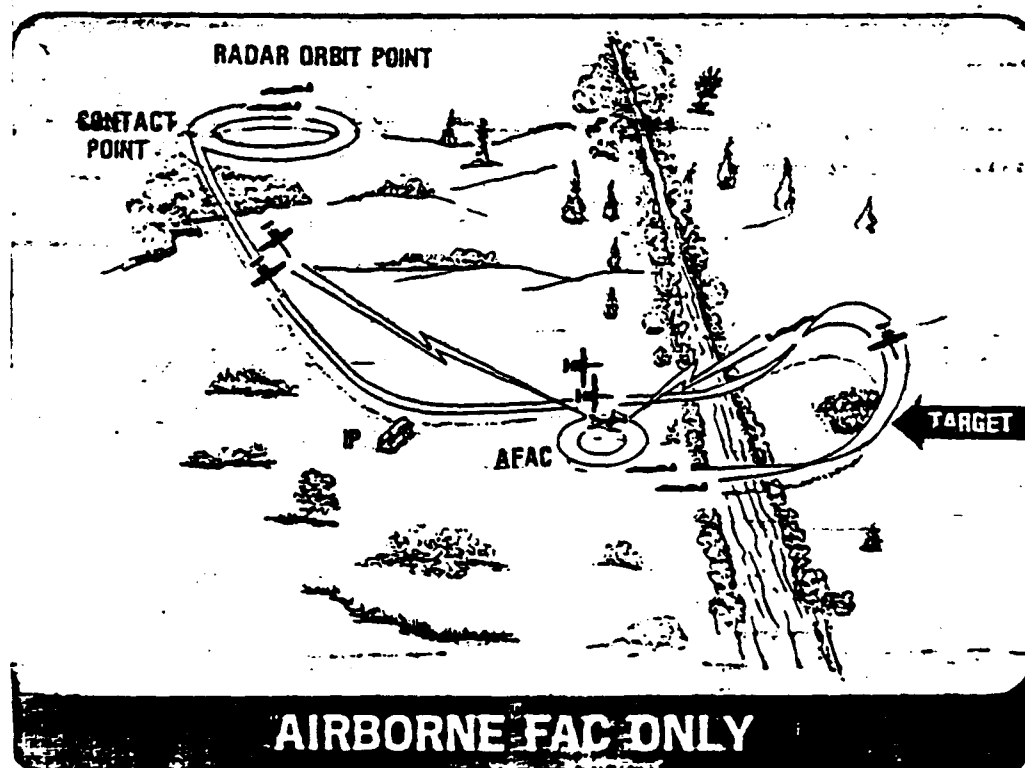 RADAR ORBIT POINT
CONTACT
POINT
IP
AFAC
TARGET
AIRBORNE FAC ONLY